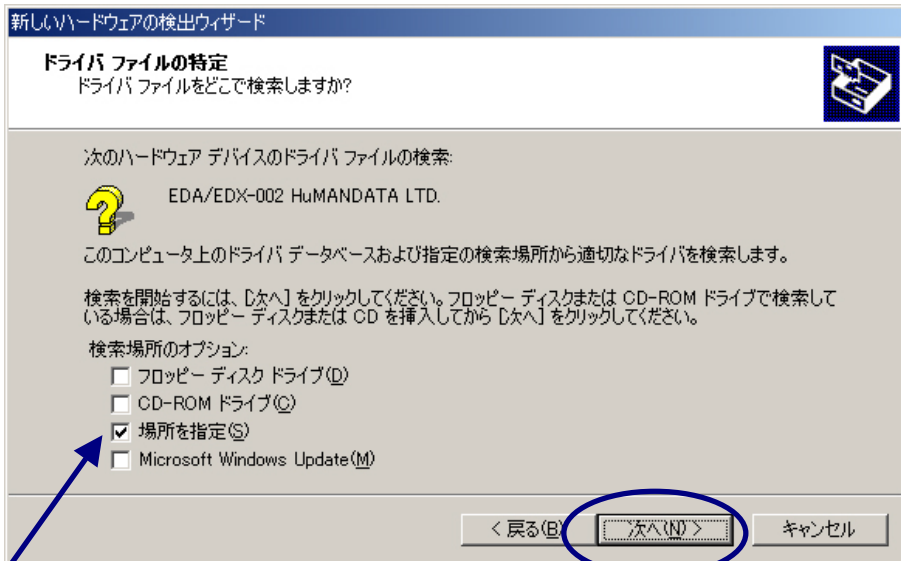 新しいハードウェアの検出ウィザード
ドライバ ファイルの特定
ドライバ ファイルをどこで検索しますか?
次のハードウェア デバイスのドライバ ファイルの検索:
EDA/EDX-002 HuMANDATA LTD.
このコンピュータ上のドライバ データベースおよび指定の検索場所から適切なドライバを検索します。
検索を開始するには、[次へ] をクリックしてください。フロッピー ディスクまたは CD-ROM ドライブで検索して
いる場合は、フロッピー ディスクまたは CD を挿入してから [次へ] をクリックしてください。
検索場所のオプション:
フロッピー ディスク ドライブ(D)
CD-ROM ドライブ(C)
場所を指定(S)
Microsoft Windows Update(M)
< 戻る(B) 次へ(N) > キャンセル